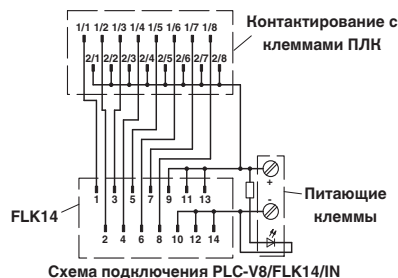 Контактирование с
клеммами ПЛК
1/1 1/2 1/3 1/4 1/5 1/6 1/7 1/8
2/1 2/2 2/3 2/4 2/5 2/6 2/7 2/8
1 3 5 7 9 11 13
+
Питающие
клеммы
FLK14
-
2 4 6 8 10 12 14
Схема подключения PLC-V8/FLK14/IN